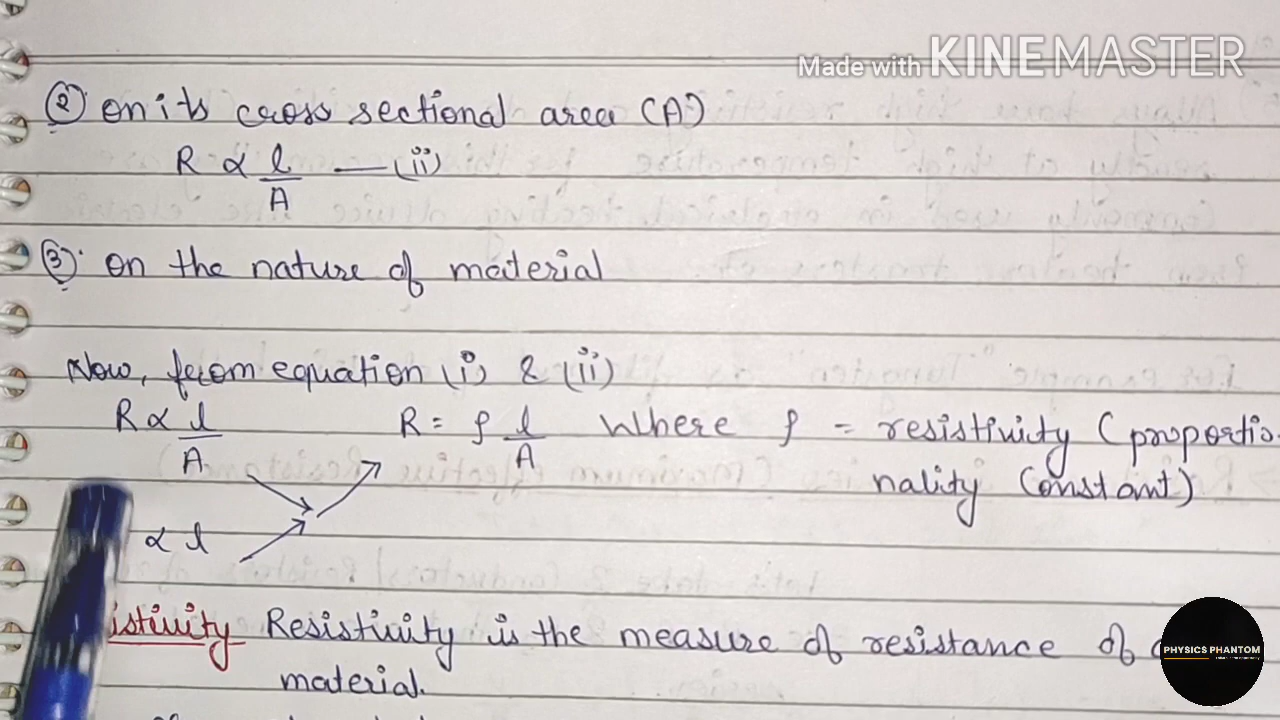 Made with KINEMASTER
② on its cross sectional area (A)
R ∝ l/A — (ii)
③ on the nature of material
Now, from equation (i) & (ii)
R ∝ l/A R = ρ l/A Where ρ = resistivity (proportio-
nality Constant)
∝ l
istivity Resistivity is the measure of resistance of
material.
PHYSICS PHANTOM